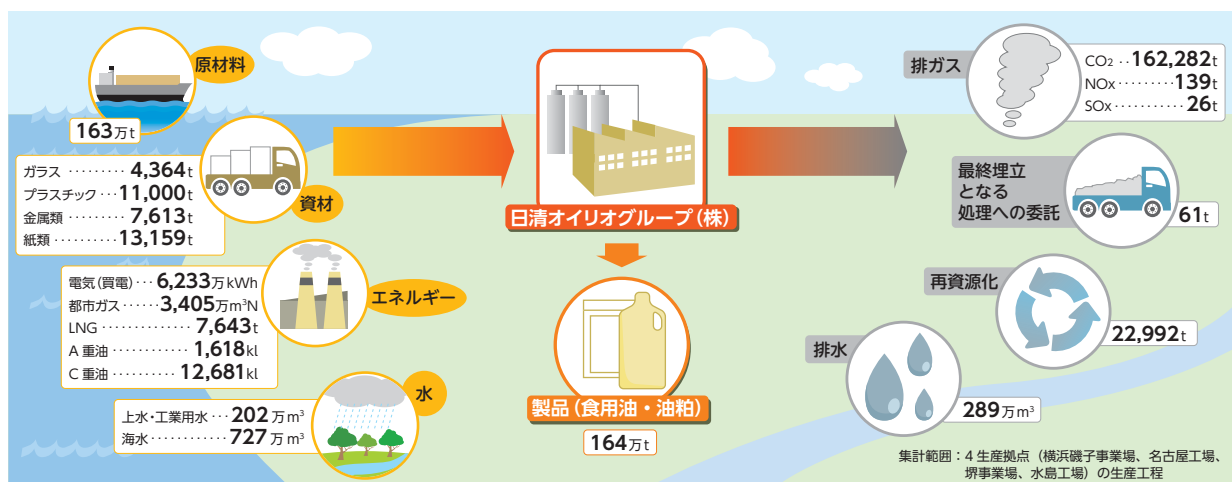 原材料
163万t
ガラス ········· 4,364t
プラスチック ··· 11,000t
金属類 ········· 7,613t
紙類 ·········· 13,159t
資材
電気(買電) ··· 6,233万kWh
都市ガス ······ 3,405万m³N
LNG ·············· 7,643t
A 重油 ············ 1,618kl
C 重油 ·········· 12,681kl
エネルギー
水
上水・工業用水 ··· 202万m³
海水 ············ 727万m³
日清オイリオグループ(株)
製品(食用油・油粕)
164万t
排ガス
CO₂ ·· 162,282t
NOx ········· 139t
SOx ··········· 26t
最終埋立
となる
処理への委託
61t
再資源化
22,992t
排水
289万m³
集計範囲:4 生産拠点(横浜磯子事業場、名古屋工場、
堺事業場、水島工場)の生産工程